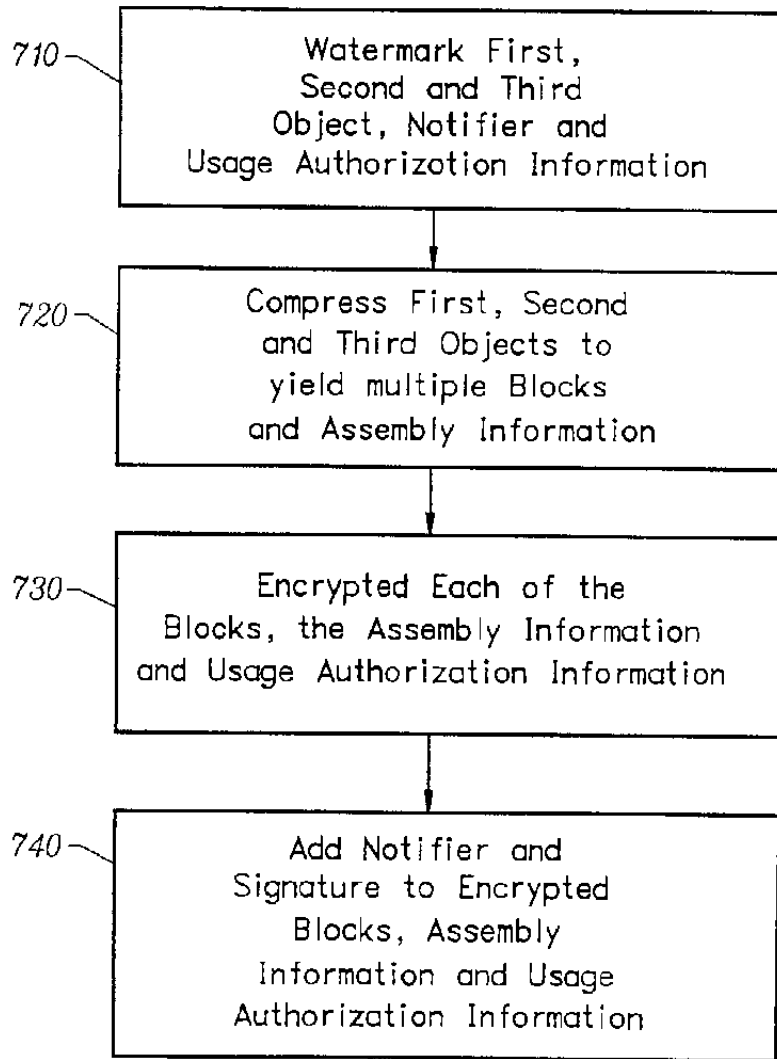 710
Watermark First,
Second and Third
Object, Notifier and
Usage Authorization Information
720
Compress First, Second
and Third Objects to
yield multiple Blocks
and Assembly Information
730
Encrypted Each of the
Blocks, the Assembly Information
and Usage Authorization Information
740
Add Notifier and
Signature to Encrypted
Blocks, Assembly
Information and Usage
Authorization Information